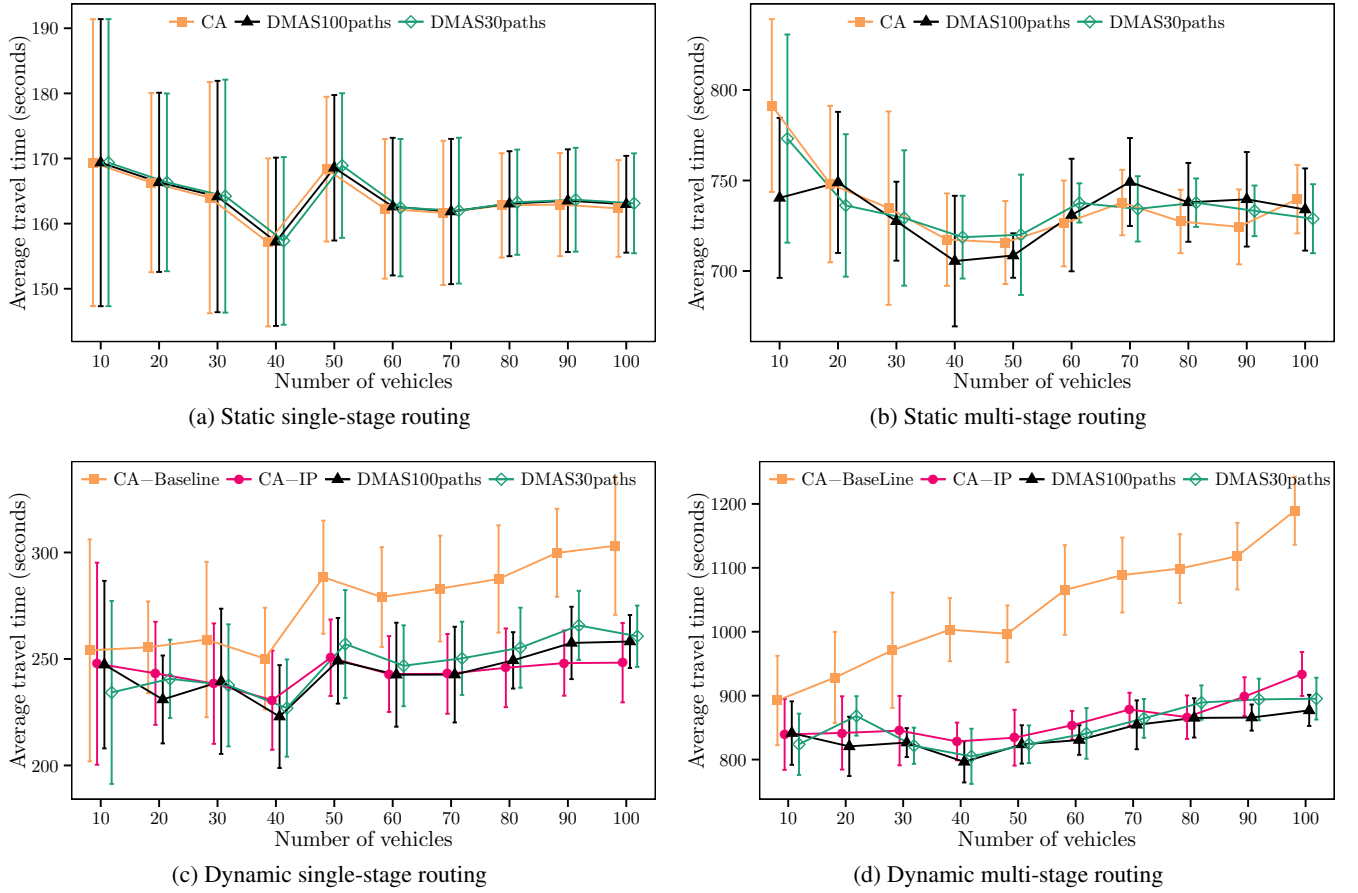 CA DMAS100paths DMAS30paths
Average travel time (seconds)
190
180
170
160
150
10 20 30 40 50 60 70 80 90 100
Number of vehicles
(a) Static single-stage routing
CA DMAS100paths DMAS30paths
Average travel time (seconds)
800
750
700
10 20 30 40 50 60 70 80 90 100
Number of vehicles
(b) Static multi-stage routing
CA−Baseline CA−IP DMAS100paths DMAS30paths
Average travel time (seconds)
300
250
200
10 20 30 40 50 60 70 80 90 100
Number of vehicles
(c) Dynamic single-stage routing
CA−BaseLine CA−IP DMAS100paths DMAS30paths
Average travel time (seconds)
1200
1100
1000
900
800
10 20 30 40 50 60 70 80 90 100
Number of vehicles
(d) Dynamic multi-stage routing